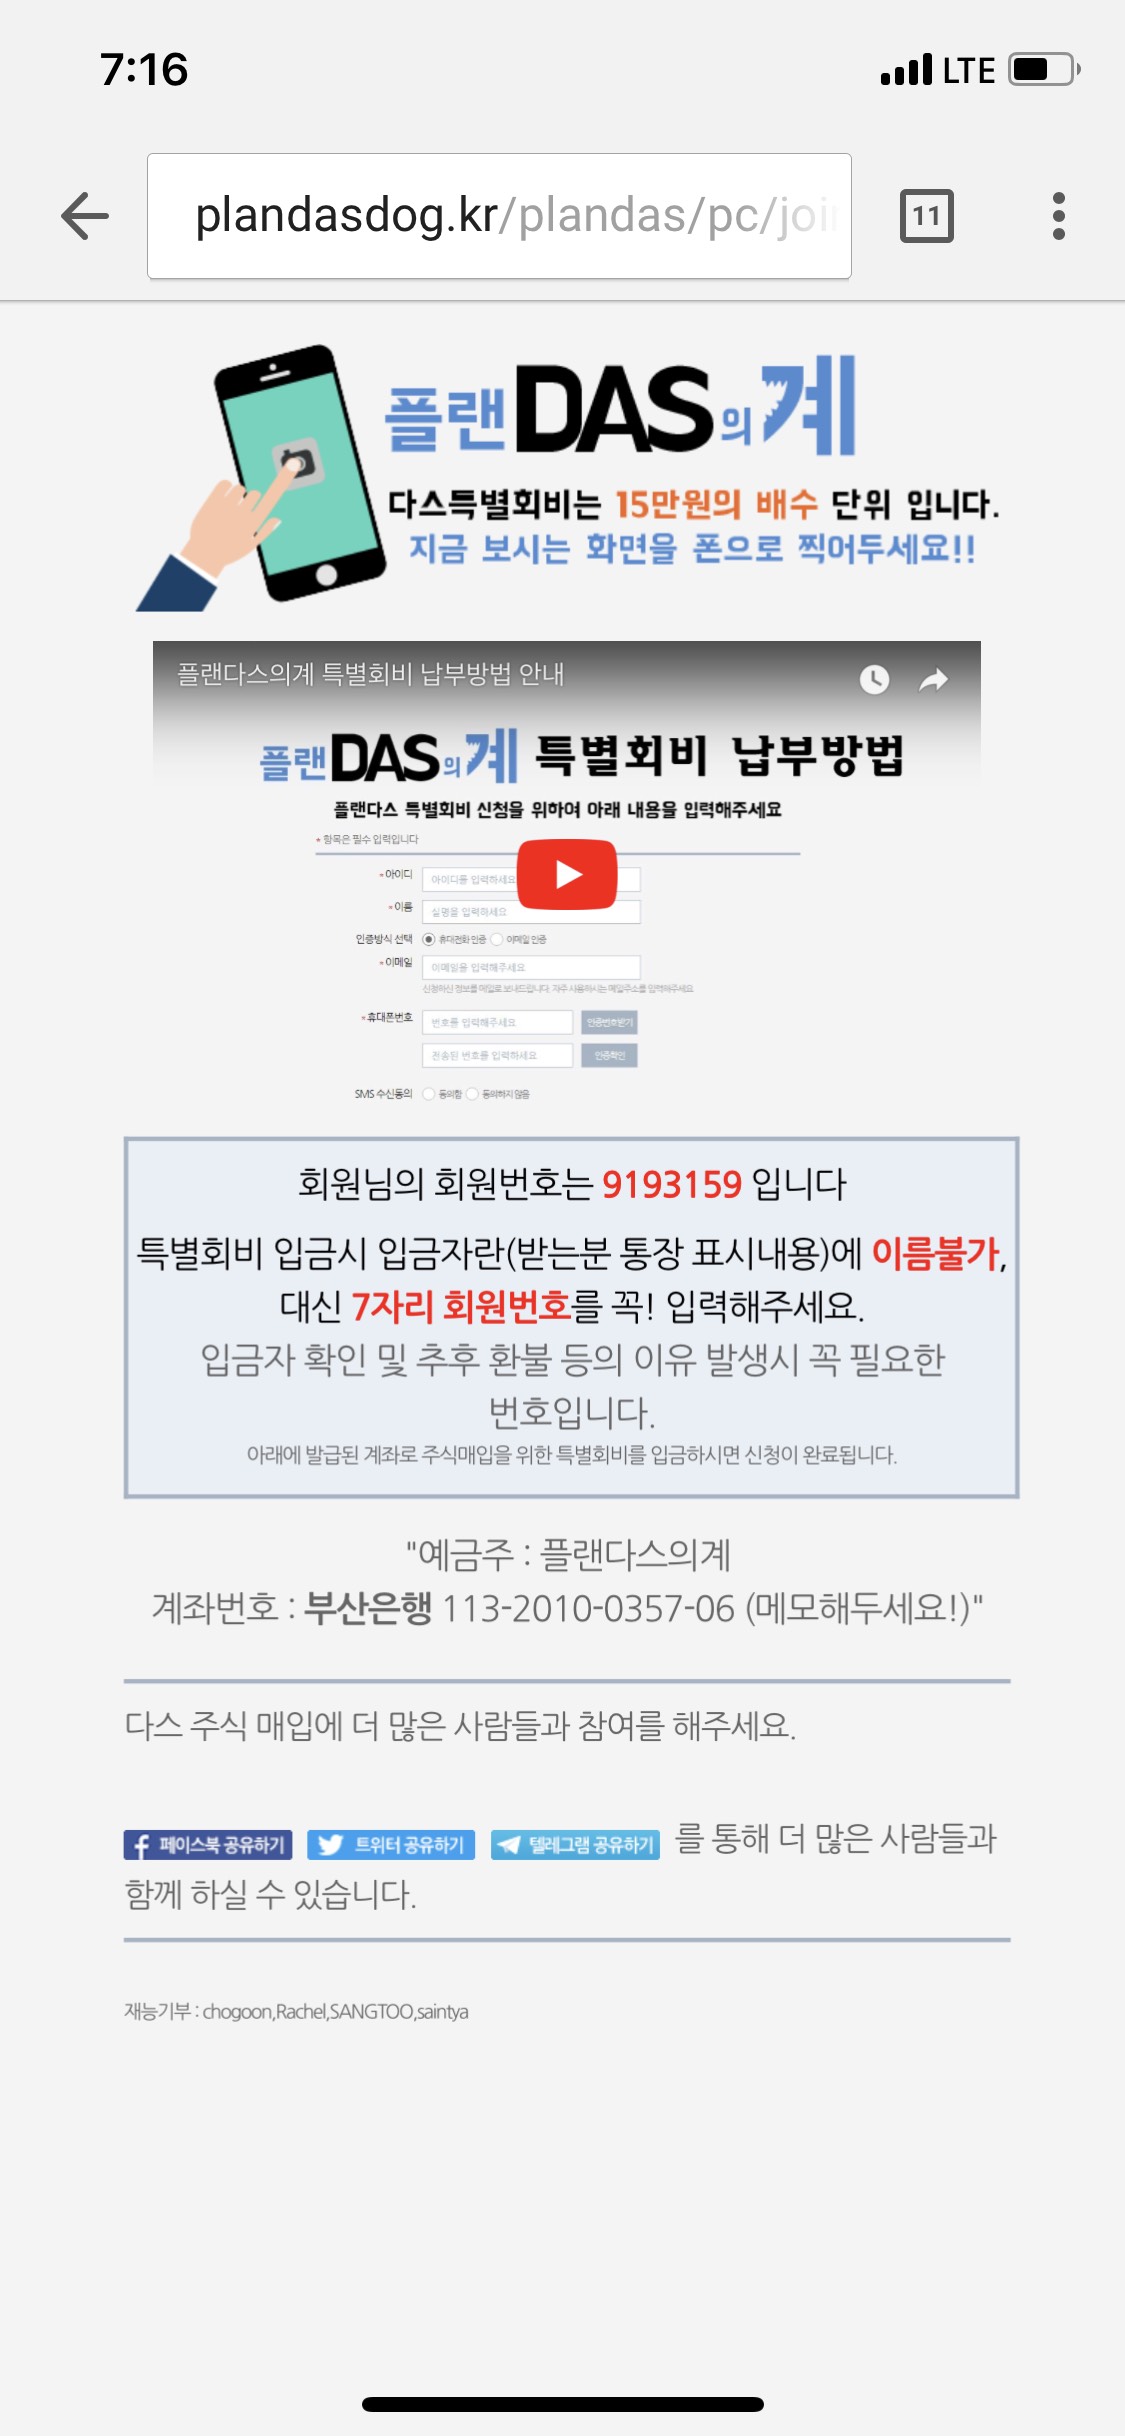 7:16
LTE
plandasdog.kr/plandas/pc/joi
11
플랜DAS의계
다스특별회비는 15만원의 배수 단위 입니다.
지금 보시는 화면을 폰으로 찍어두세요!!
플랜다스의계 특별회비 납부방법 안내
플랜DAS의계 특별회비 납부방법
플랜다스 특별회비 신청을 위하여 아래 내용을 입력해주세요
* 항목은 필수 입력입니다
*아이디 아이디를 입력하세요
*이름 실명을 입력하세요
인증방식 선택 휴대전화 인증 이메일 인증
*이메일 이메일을 입력해주세요
신청하신 정보를 메일로 보내드립니다. 자주 사용하시는 메일주소를 입력해주세요
*휴대폰번호 번호를 입력해주세요 인증번호받기
전송된 번호를 입력하세요 인증확인
SMS 수신동의 동의함 동의하지 않음
회원님의 회원번호는 9193159 입니다
특별회비 입금시 입금자란(받는분 통장 표시내용)에 이름불가,
대신 7자리 회원번호를 꼭! 입력해주세요.
입금자 확인 및 추후 환불 등의 이유 발생시 꼭 필요한
번호입니다.
아래에 발급된 계좌로 주식매입을 위한 특별회비를 입금하시면 신청이 완료됩니다.
"예금주 : 플랜다스의계
계좌번호 : 부산은행 113-2010-0357-06 (메모해두세요!)"
다스 주식 매입에 더 많은 사람들과 참여를 해주세요.
페이스북 공유하기 트위터 공유하기 텔레그램 공유하기 를 통해 더 많은 사람들과
함께 하실 수 있습니다.
재능기부 : chogoon,Rachel,SANGTOO,saintya